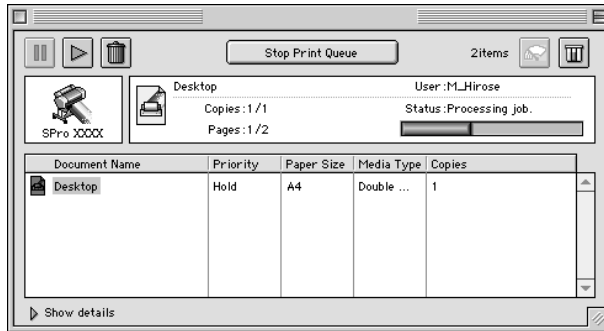 Stop Print Queue 2items
Desktop User:M_Hirose
Copies:1/1 Status:Processing job.
SPro XXXX Pages:1/2
Document Name Priority Paper Size Media Type Copies
Desktop Hold A4 Double ... 1
Show details